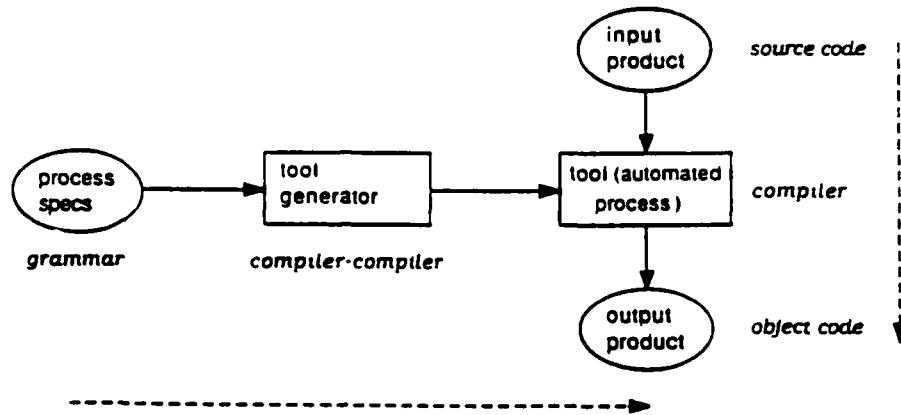 input
product
source code
process
specs
tool
generator
tool (automated
process)
compiler
grammar
compiler-compiler
output
product
object code